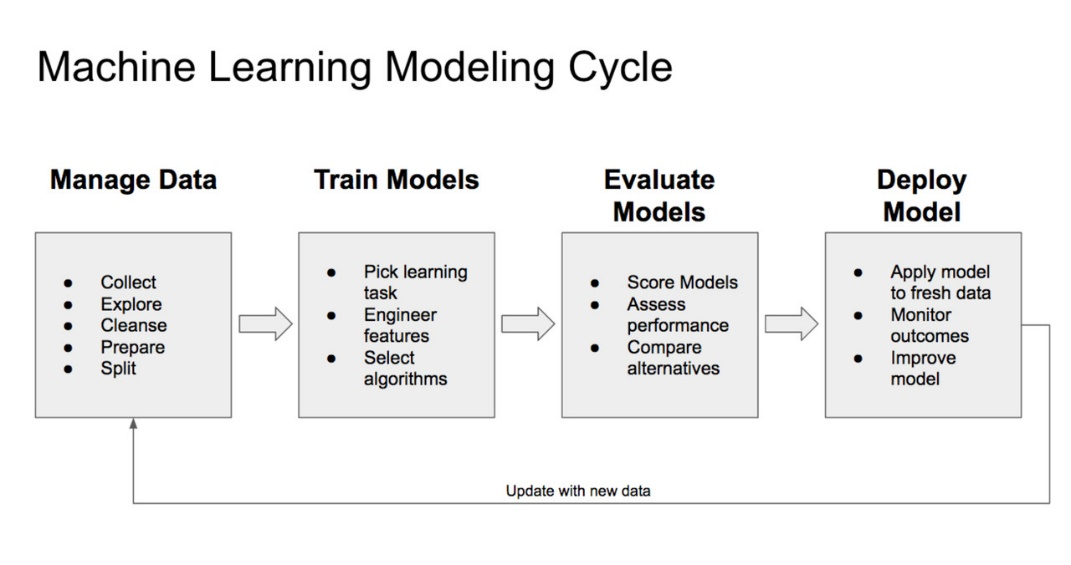 Machine Learning Modeling Cycle
Manage Data
● Collect
● Explore
● Cleanse
● Prepare
● Split
Train Models
● Pick learning
task
● Engineer
features
● Select
algorithms
Evaluate
Models
● Score Models
● Assess
performance
● Compare
alternatives
Deploy
Model
● Apply model
to fresh data
● Monitor
outcomes
● Improve
model
Update with new data